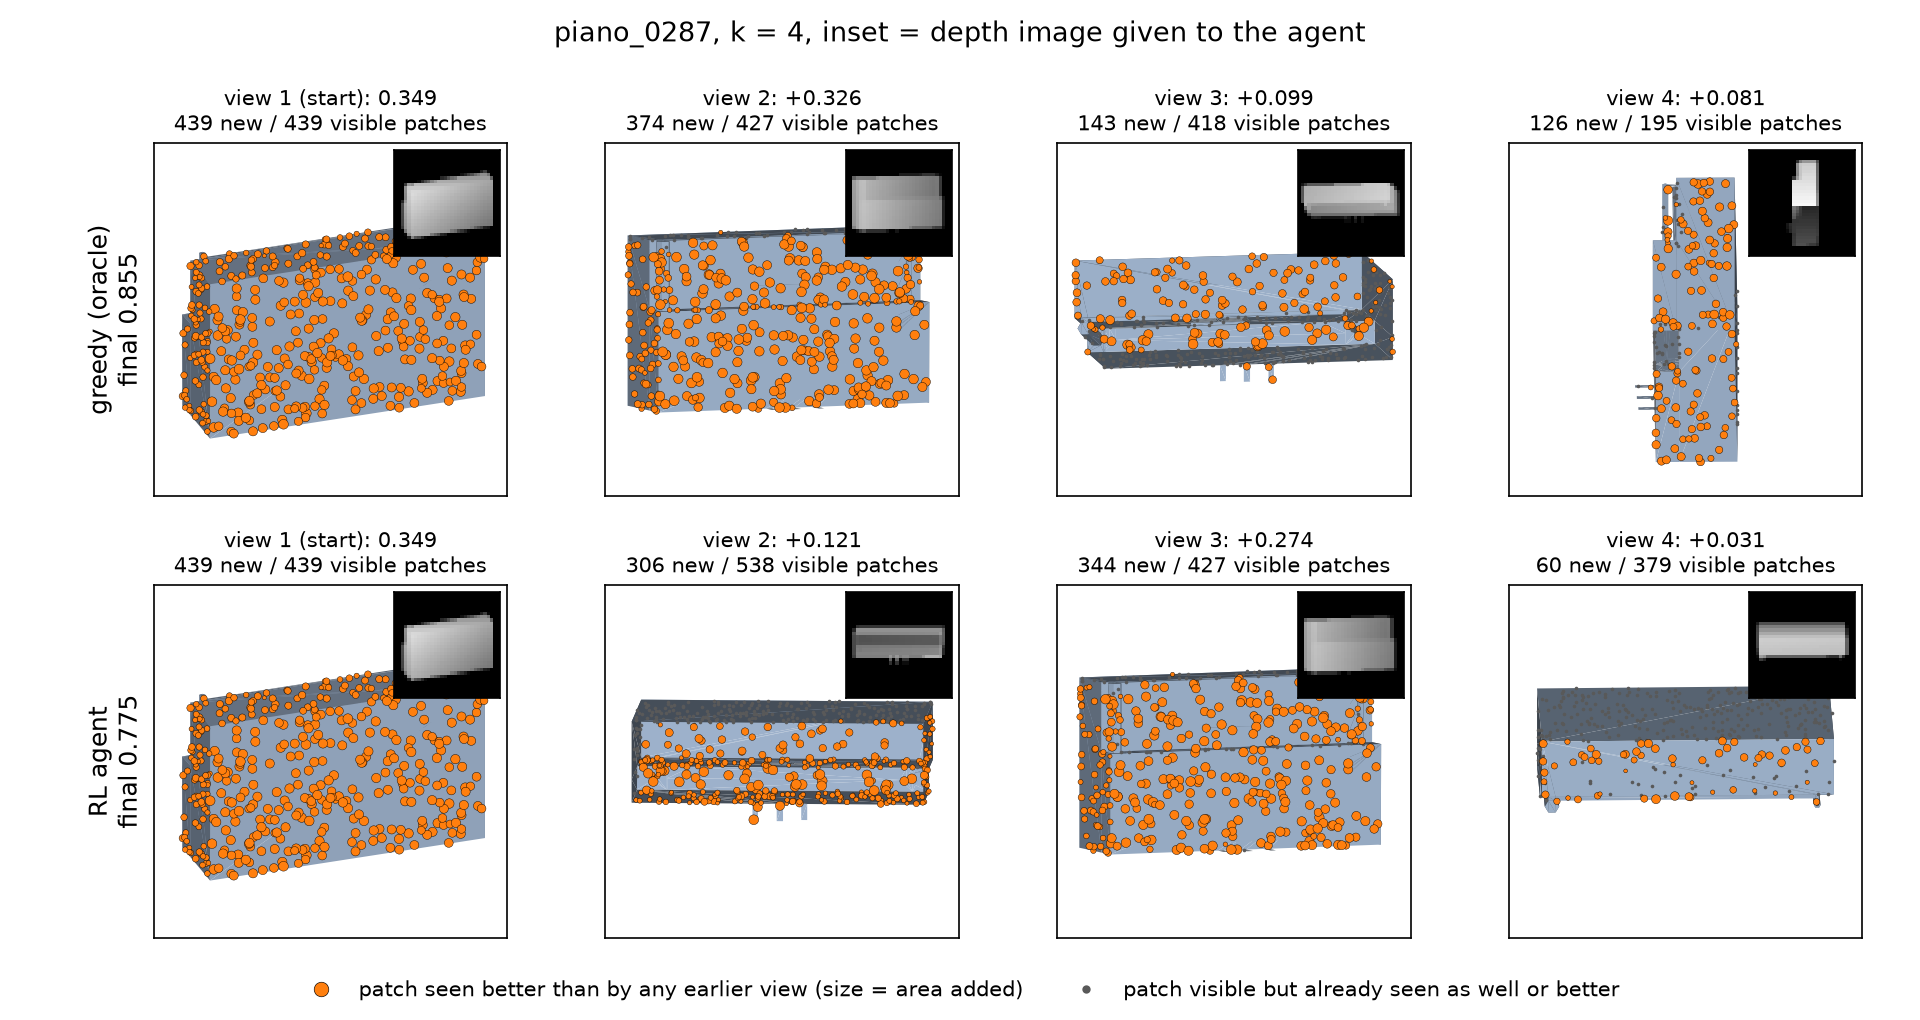 piano_0287, k = 4, inset = depth image given to the agent
view 1 (start): 0.349
439 new / 439 visible patches
view 2: +0.326
374 new / 427 visible patches
view 3: +0.099
143 new / 418 visible patches
view 4: +0.081
126 new / 195 visible patches
greedy (oracle)
final 0.855
view 1 (start): 0.349
439 new / 439 visible patches
view 2: +0.121
306 new / 538 visible patches
view 3: +0.274
344 new / 427 visible patches
view 4: +0.031
60 new / 379 visible patches
RL agent
final 0.775
patch seen better than by any earlier view (size = area added)
patch visible but already seen as well or better